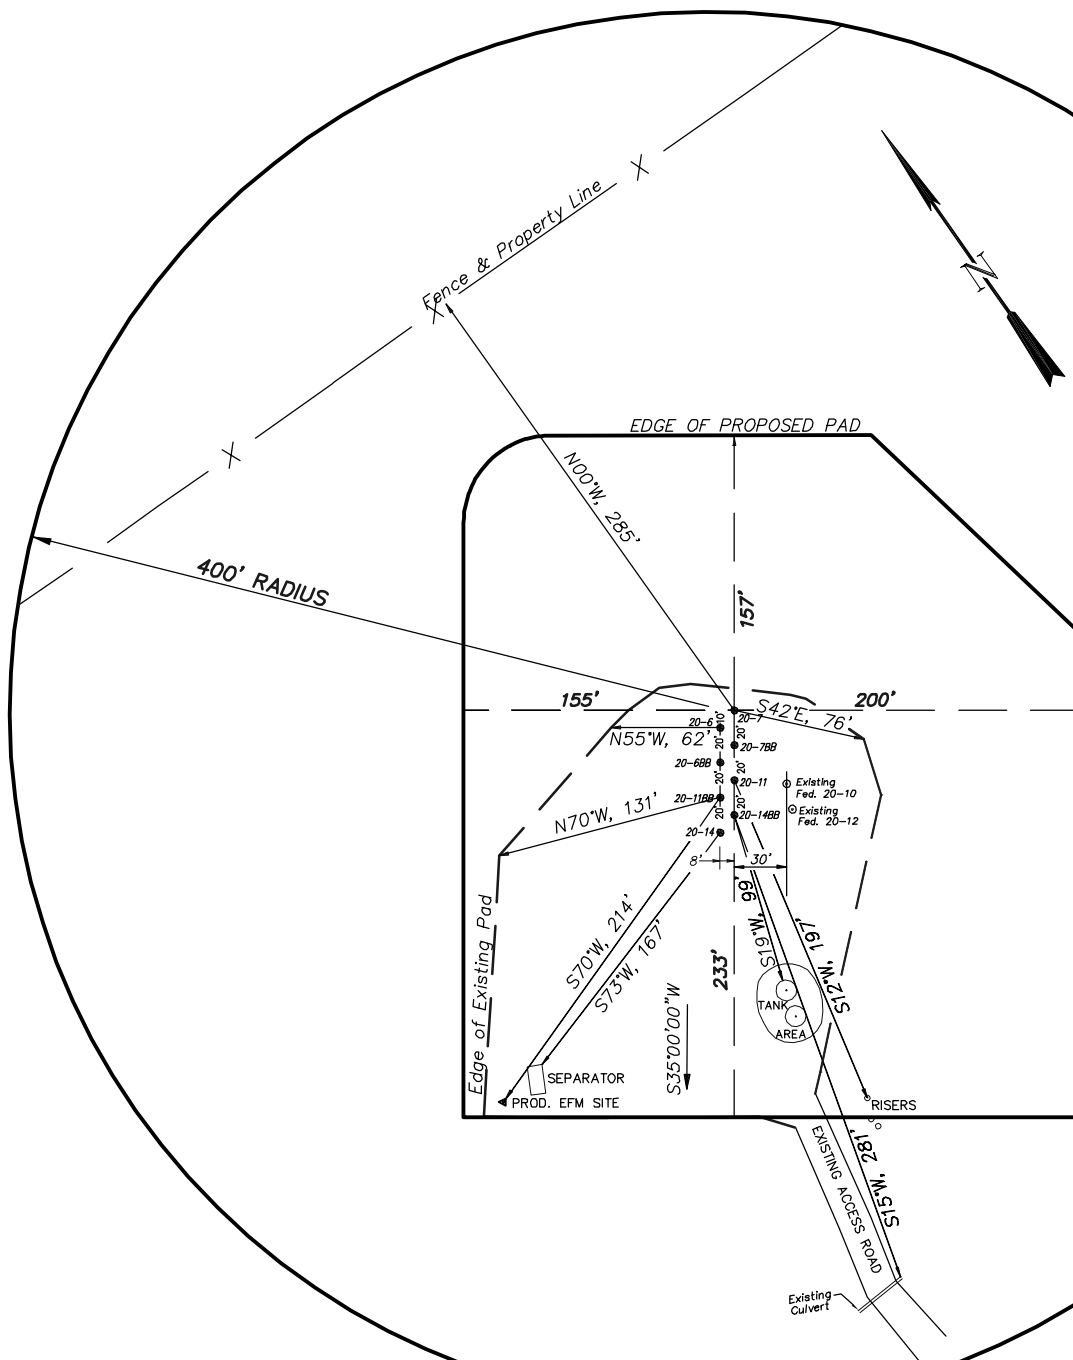 Fence & Property Line
X
X
X
N
EDGE OF PROPOSED PAD
N00°W, 285'
400' RADIUS
157'
155'
200'
20-6
10'
20-7
S42°E, 76'
N55°W, 62'
20'
20'
20-7BB
20-6BB
20'
20'
20-11
Existing
Fed. 20-10
20-11BB
20'
20'
20-14BB
Existing
Fed. 20-12
N70°W, 131'
20-14
8'
30'
S19°W, 99'
S12°W, 197'
S70°W, 214'
S73°W, 167'
233'
S35°00'00"W
Edge of Existing Pad
TANK
AREA
SEPARATOR
PROD. EFM SITE
RISERS
EXISTING ACCESS ROAD
S15°W, 281'
Existing
Culvert